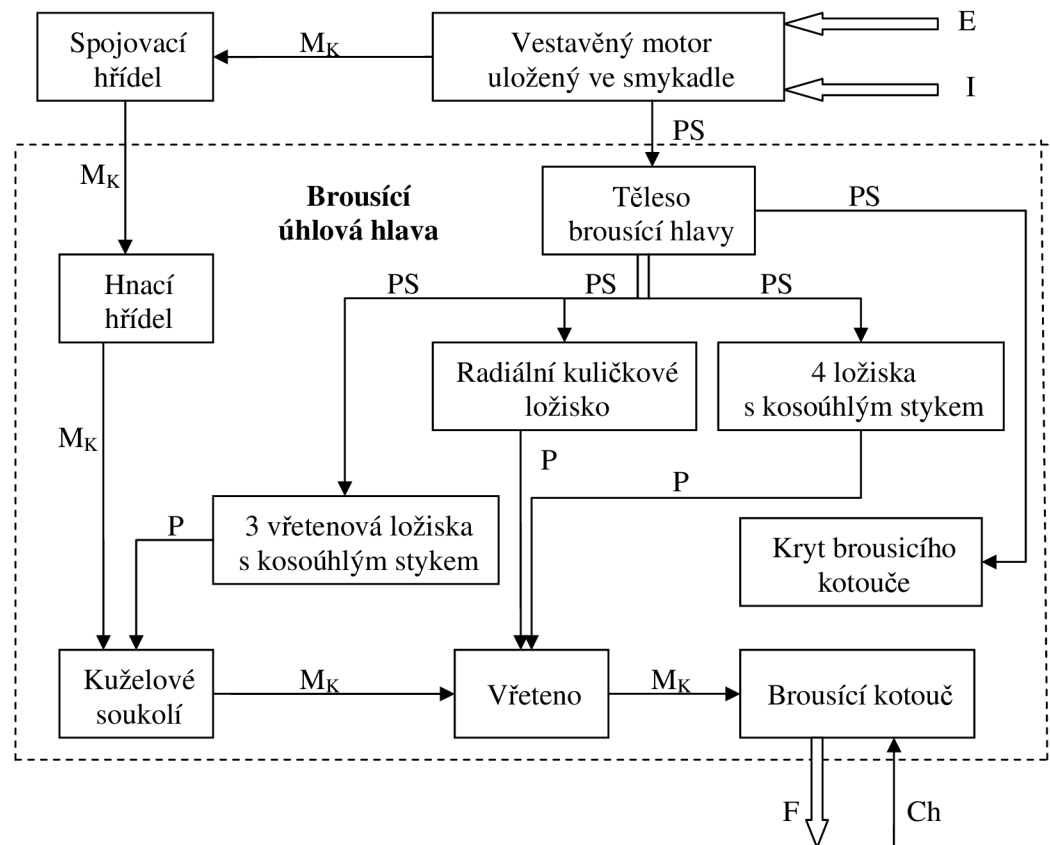 Spojovací
hřídel
M_K
Vestavěný motor
uložený ve smykadle
E
I
PS
M_K
Brousící
úhlová hlava
Těleso
brousící hlavy
PS
Hnací
hřídel
PS
PS
PS
Radiální kuličkové
ložisko
4 ložiska
s kosoúhlým stykem
M_K
P
P
P
3 vřetenová ložiska
s kosoúhlým stykem
Kryt brousicího
kotouče
Kuželové
soukolí
M_K
Vřeteno
M_K
Brousící kotouč
F
Ch